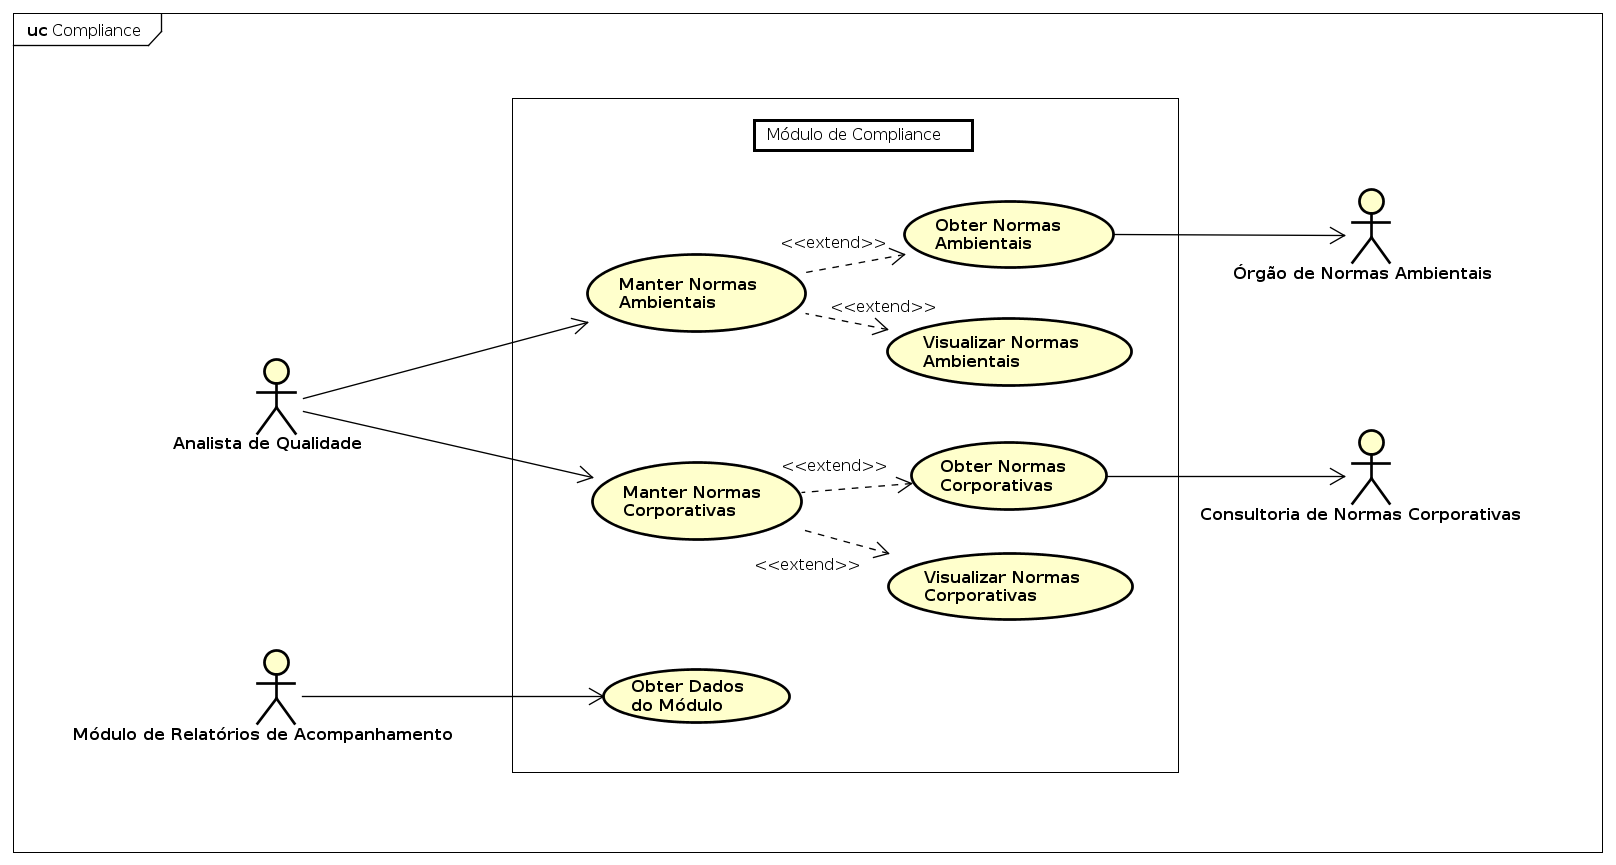 uc Compliance
Módulo de Compliance
Obter Normas
Ambientais
<<extend>>
Manter Normas
Ambientais
Órgão de Normas Ambientais
<<extend>>
Visualizar Normas
Ambientais
Analista de Qualidade
<<extend>>
Obter Normas
Corporativas
Manter Normas
Corporativas
Consultoria de Normas Corporativas
<<extend>>
Visualizar Normas
Corporativas
Obter Dados
do Módulo
Módulo de Relatórios de Acompanhamento